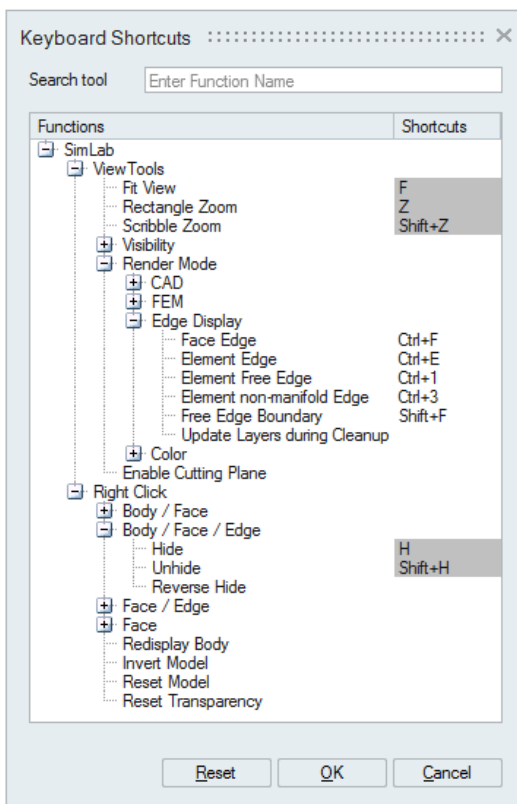 Keyboard Shortcuts
Search tool Enter Function Name
Functions Shortcuts
SimLab
ViewTools
Fit View F
Rectangle Zoom Z
Scribble Zoom Shift+Z
Visibility
Render Mode
CAD
FEM
Edge Display
Face Edge Ctrl+F
Element Edge Ctrl+E
Element Free Edge Ctrl+1
Element non-manifold Edge Ctrl+3
Free Edge Boundary Shift+F
Update Layers during Cleanup
Color
Enable Cutting Plane
Right Click
Body / Face
Body / Face / Edge
Hide H
Unhide Shift+H
Reverse Hide
Face / Edge
Face
Redisplay Body
Invert Model
Reset Model
Reset Transparency
Reset OK Cancel